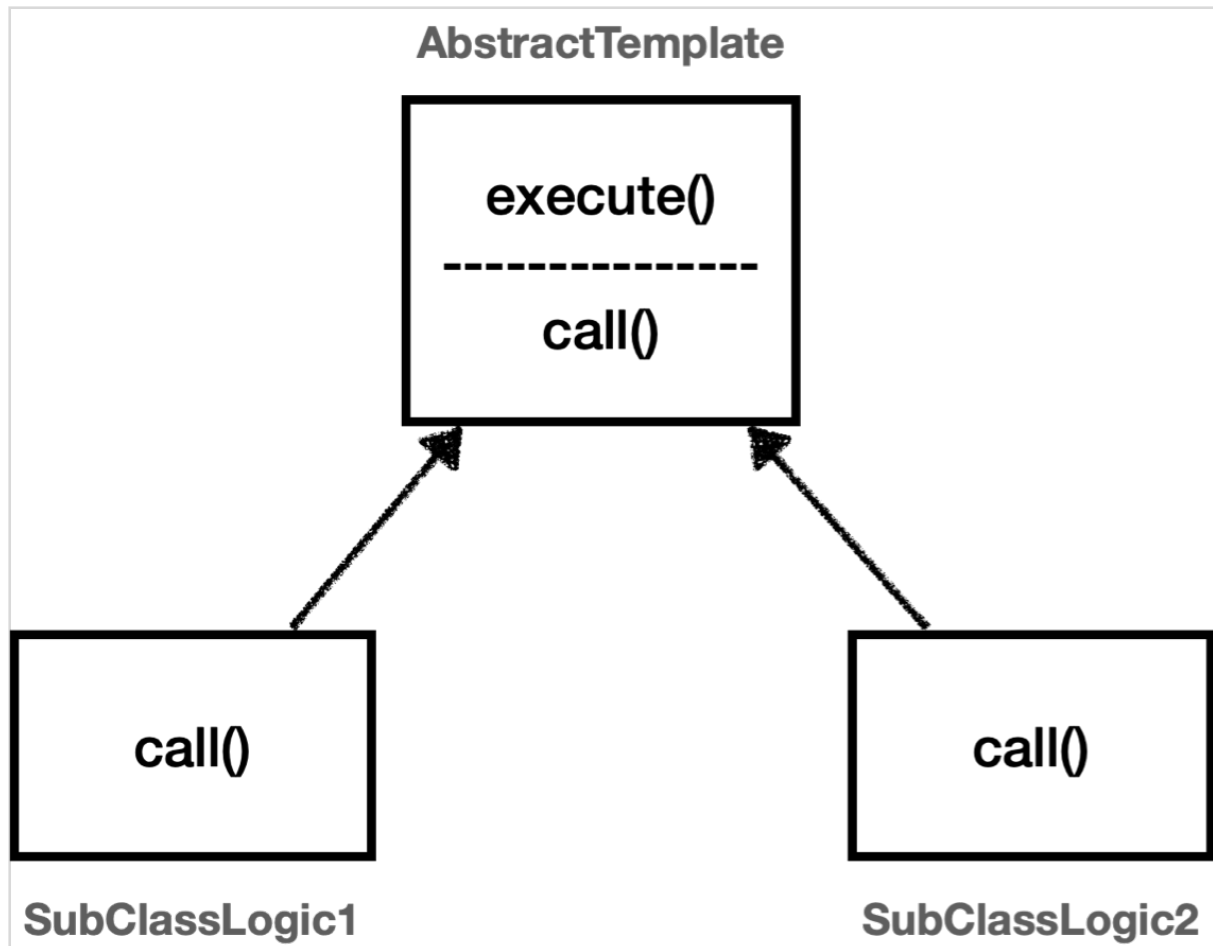 AbstractTemplate
execute()
---------------
call()
call()
call()
SubClassLogic1
SubClassLogic2